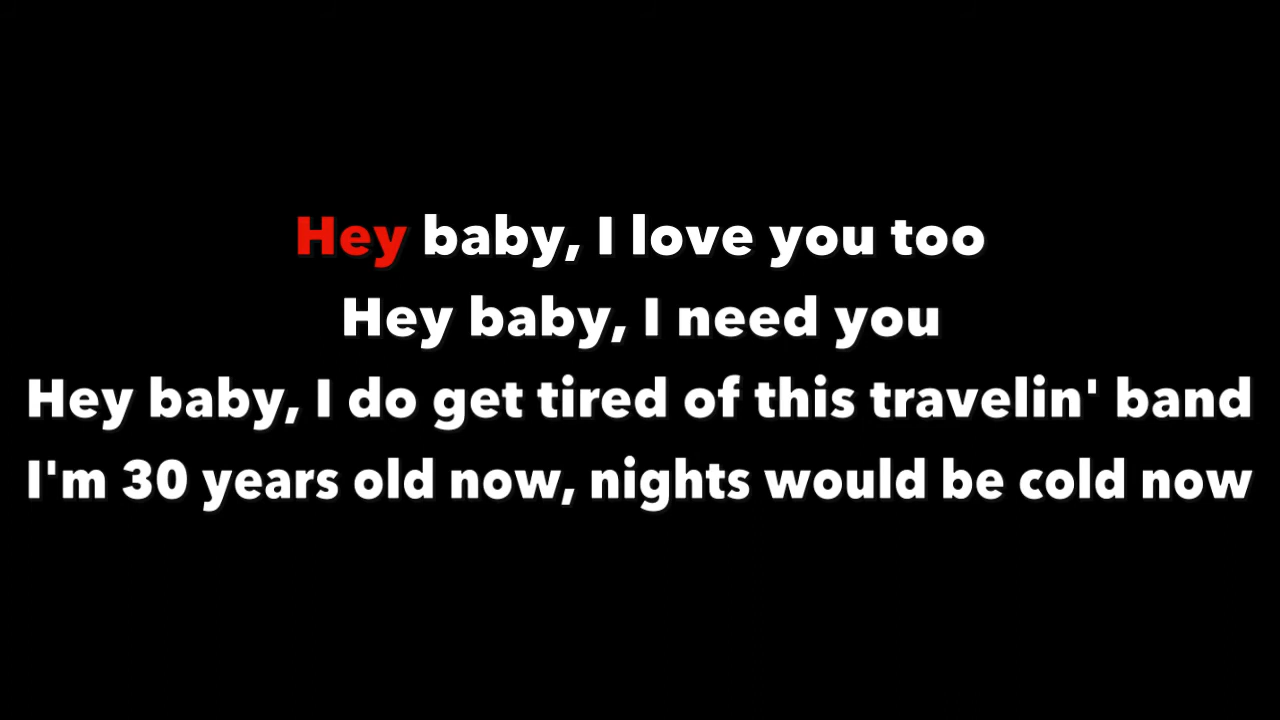 Hey baby, I love you too
Hey baby, I need you
Hey baby, I do get tired of this travelin' band
I'm 30 years old now, nights would be cold now